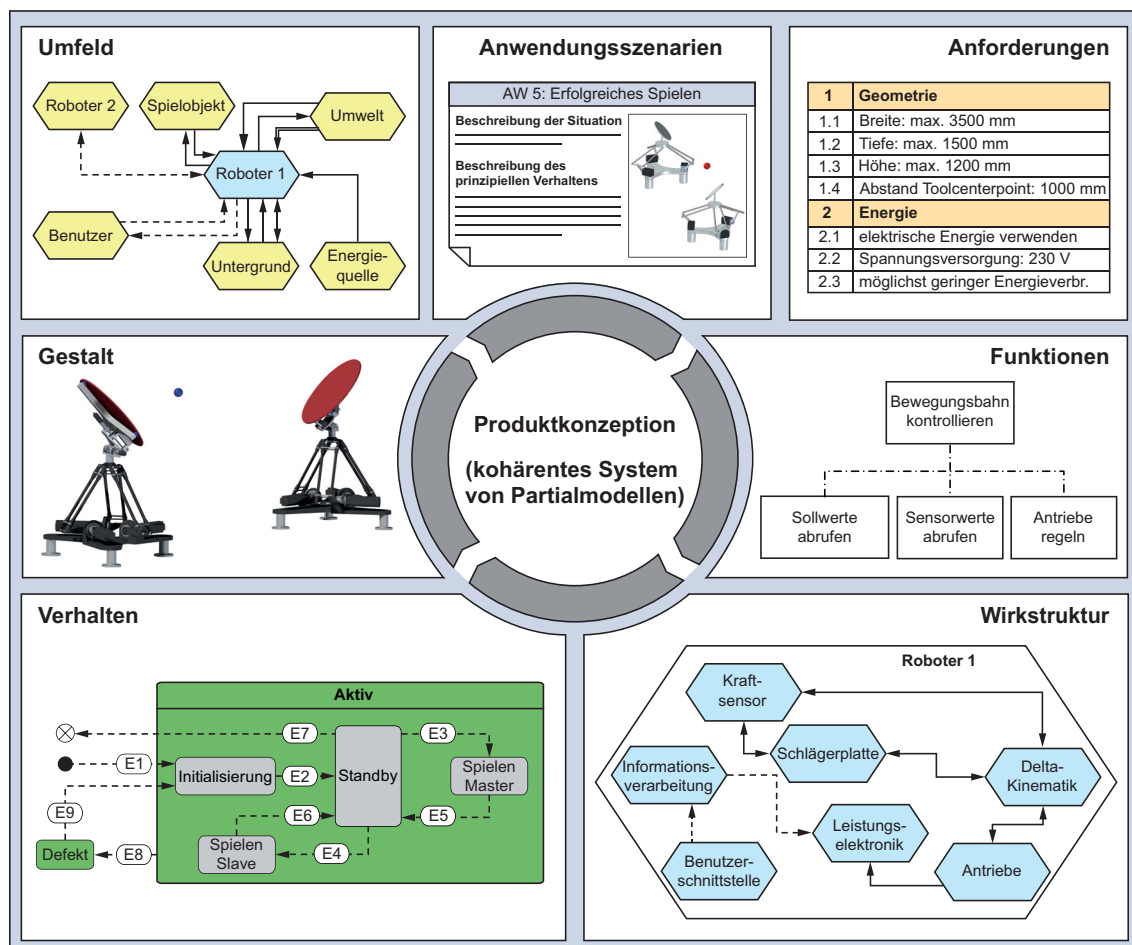 Umfeld
Roboter 2
Spielobjekt
Umwelt
Roboter 1
Benutzer
Untergrund
Energie-
quelle
Anwendungsszenarien
AW 5: Erfolgreiches Spielen
Beschreibung der Situation
Beschreibung des
prinzipiellen Verhaltens
Anforderungen
1 Geometrie
1.1 Breite: max. 3500 mm
1.2 Tiefe: max. 1500 mm
1.3 Höhe: max. 1200 mm
1.4 Abstand Toolcenterpoint: 1000 mm
2 Energie
2.1 elektrische Energie verwenden
2.2 Spannungsversorgung: 230 V
2.3 möglichst geringer Energieverbr.
Gestalt
Produktkonzeption
(kohärentes System
von Partialmodellen)
Funktionen
Bewegungsbahn
kontrollieren
Sollwerte
abrufen
Sensorwerte
abrufen
Antriebe
regeln
Verhalten
Aktiv
E7
E3
E1
Initialisierung
E2
Standby
Spielen
Master
E9
E6
E5
Defekt
E8
Spielen
Slave
E4
Wirkstruktur
Roboter 1
Kraft-
sensor
Schlägerplatte
Informations-
verarbeitung
Delta-
Kinematik
Leistungs-
elektronik
Benutzer-
schnittstelle
Antriebe